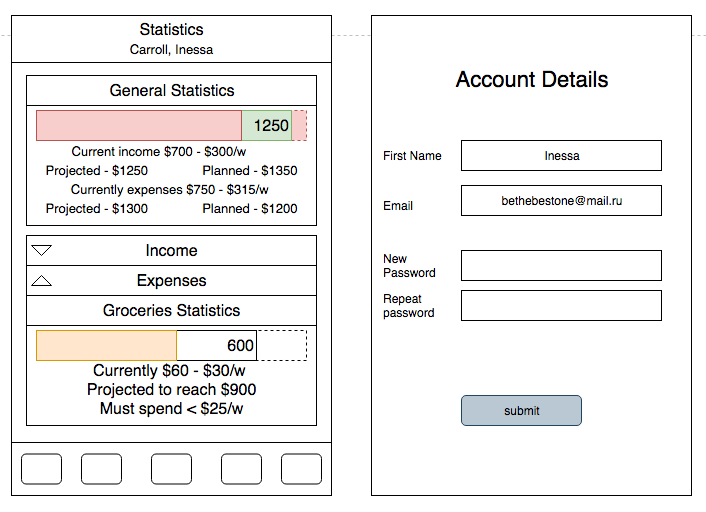 Statistics
Carroll, Inessa
General Statistics
1250
Current income $700 - $300/w
Projected - $1250 Planned - $1350
Currently expenses $750 - $315/w
Projected - $1300 Planned - $1200
Income
Expenses
Groceries Statistics
600
Currently $60 - $30/w
Projected to reach $900
Must spend < $25/w
Account Details
First Name Inessa
Email bethebestone@mail.ru
New
Password
Repeat
password
submit